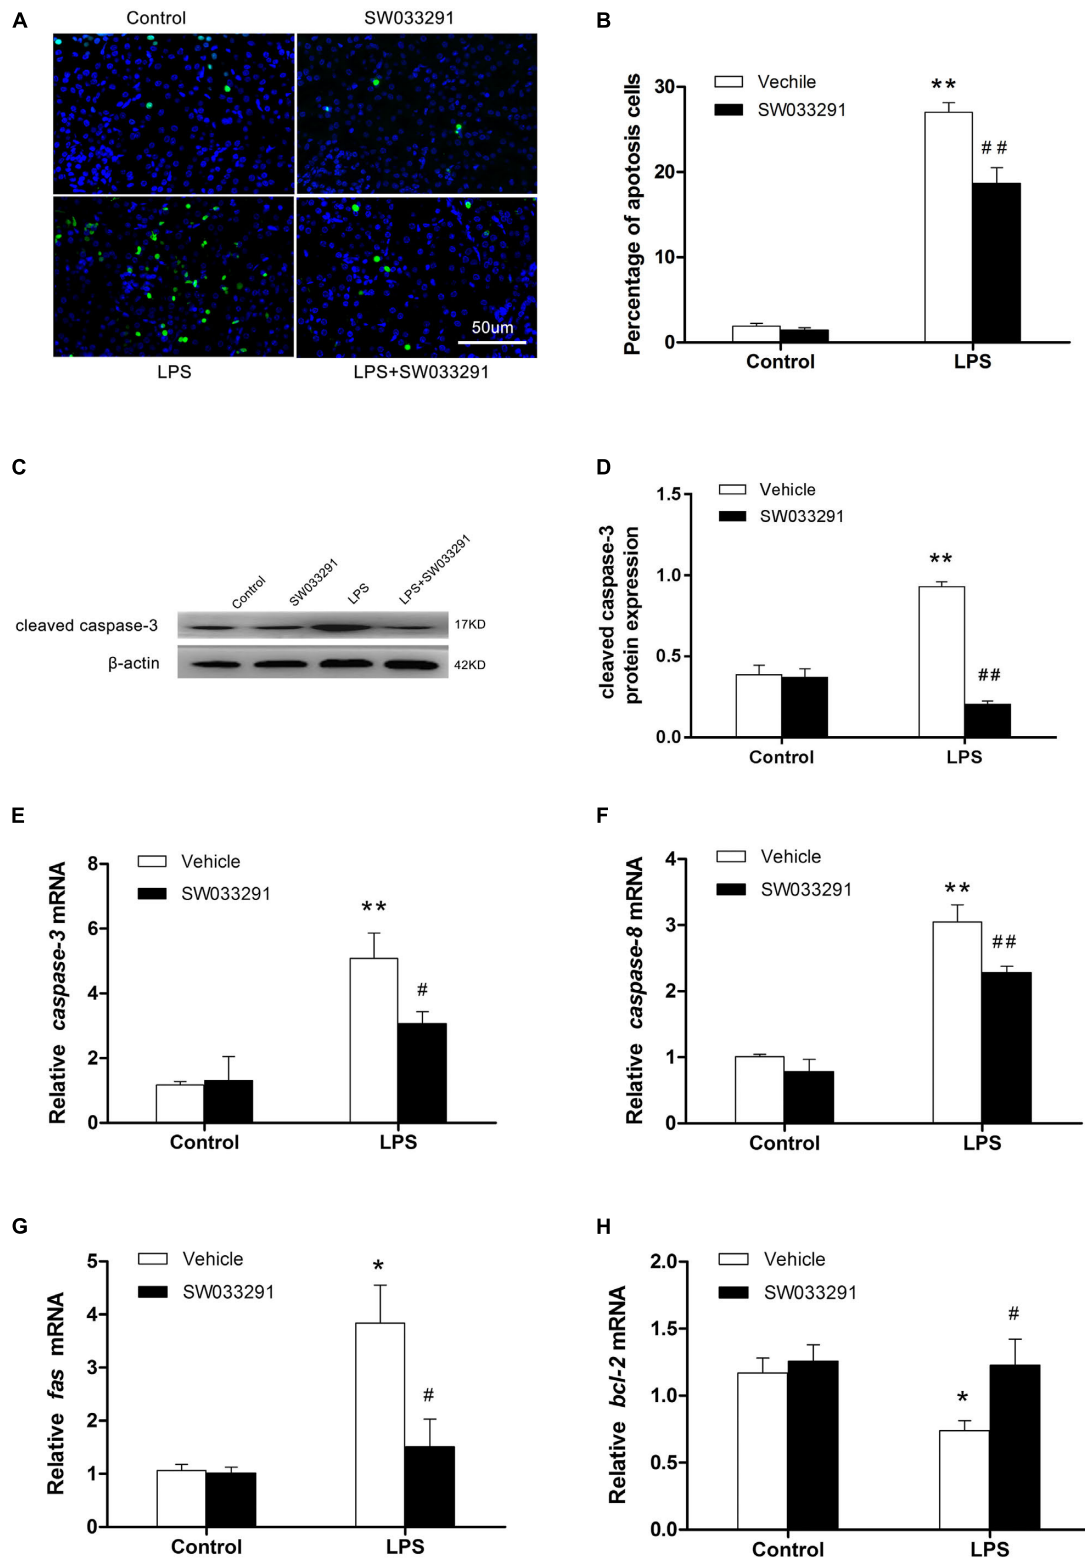 A
Control
SW033291
50um
LPS
LPS+SW033291
B
Vechile
SW033291
Percentage of apotosis cells
30
20
10
0
**
##
Control
LPS
C
Control
SW033291
LPS
LPS+SW033291
cleaved caspase-3
17KD
β-actin
42KD
D
Vehicle
SW033291
cleaved caspase-3
protein expression
1.5
1.0
0.5
0.0
**
##
Control
LPS
E
Vehicle
SW033291
Relative caspase-3 mRNA
8
6
4
2
0
**
#
Control
LPS
F
Vehicle
SW033291
Relative caspase-8 mRNA
4
3
2
1
0
**
##
Control
LPS
G
Vehicle
SW033291
Relative fas mRNA
5
4
3
2
1
0
*
#
Control
LPS
H
Vehicle
SW033291
Relative bcl-2 mRNA
2.0
1.5
1.0
0.5
0.0
*
#
Control
LPS